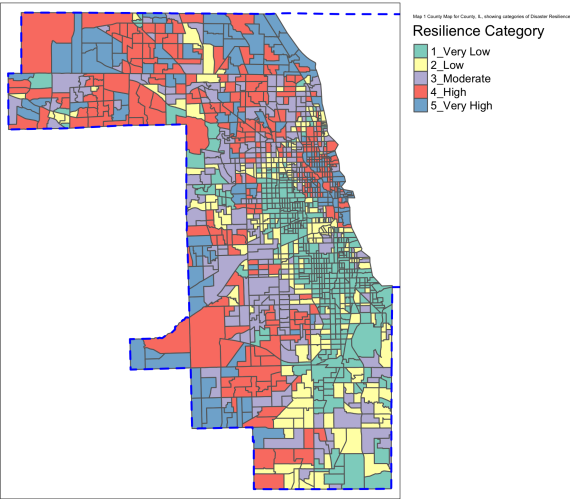 Map 1 County Map for County, IL, showing categories of Disaster Resilience
Resilience Category
1_Very Low
2_Low
3_Moderate
4_High
5_Very High